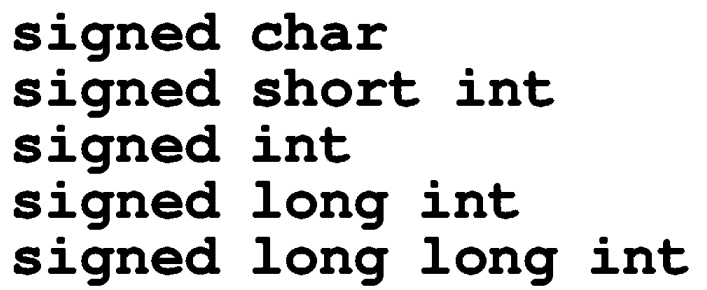 signed char
signed short int
signed int
signed long int
signed long long int